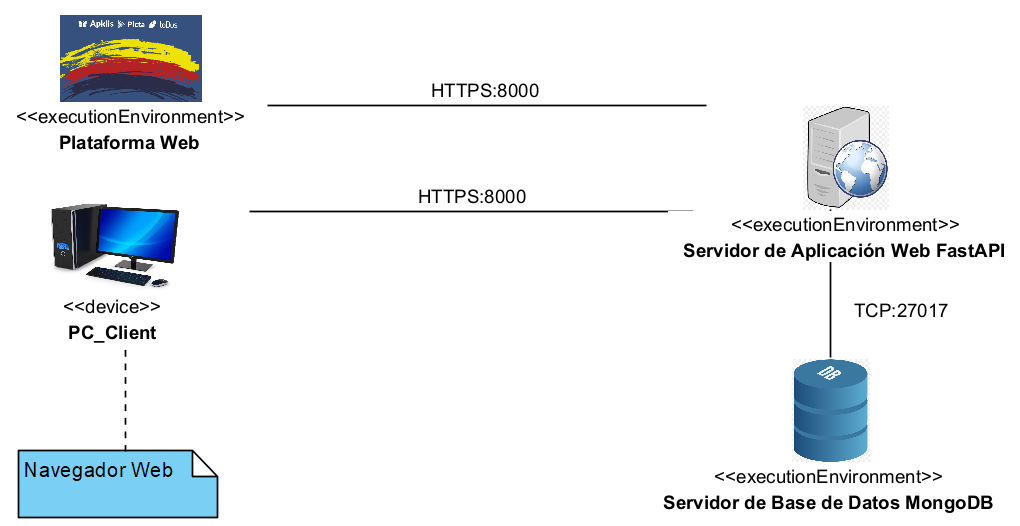 Apklis Picta toDus
<<executionEnvironment>>
Plataforma Web
HTTPS:8000
HTTPS:8000
<<device>>
PC_Client
Navegador Web
<<executionEnvironment>>
Servidor de Aplicación Web FastAPI
TCP:27017
DB
<<executionEnvironment>>
Servidor de Base de Datos MongoDB